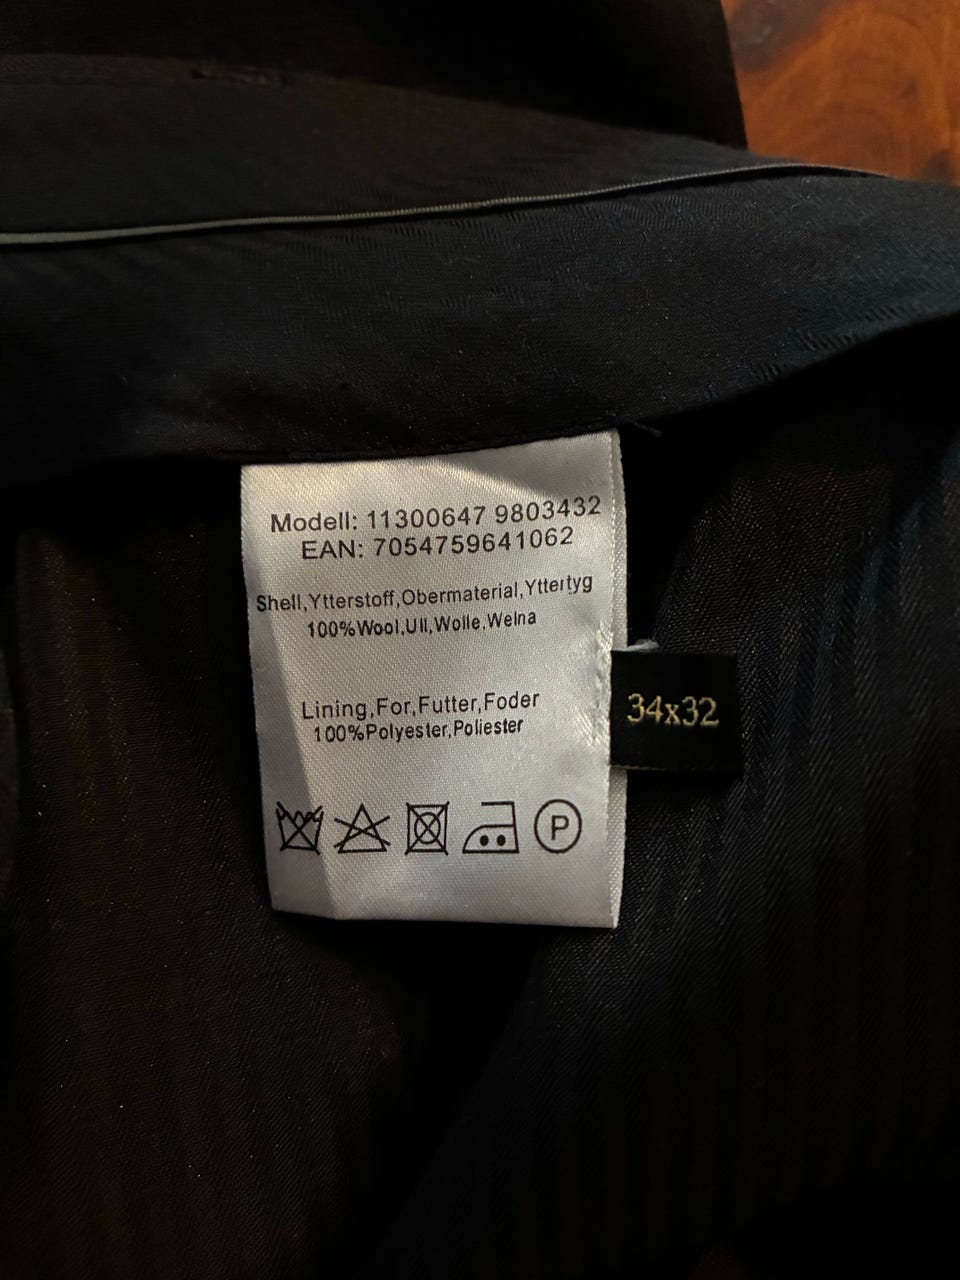 Modell: 11300647 9803432
EAN: 7054759641062
Shell,Ytterstoff,Obermaterial,Yttertyg
100%Wool,Ull,Wolle,Welna
Lining,For,Futter,Foder
100%Polyester,Poliester
P
34x32